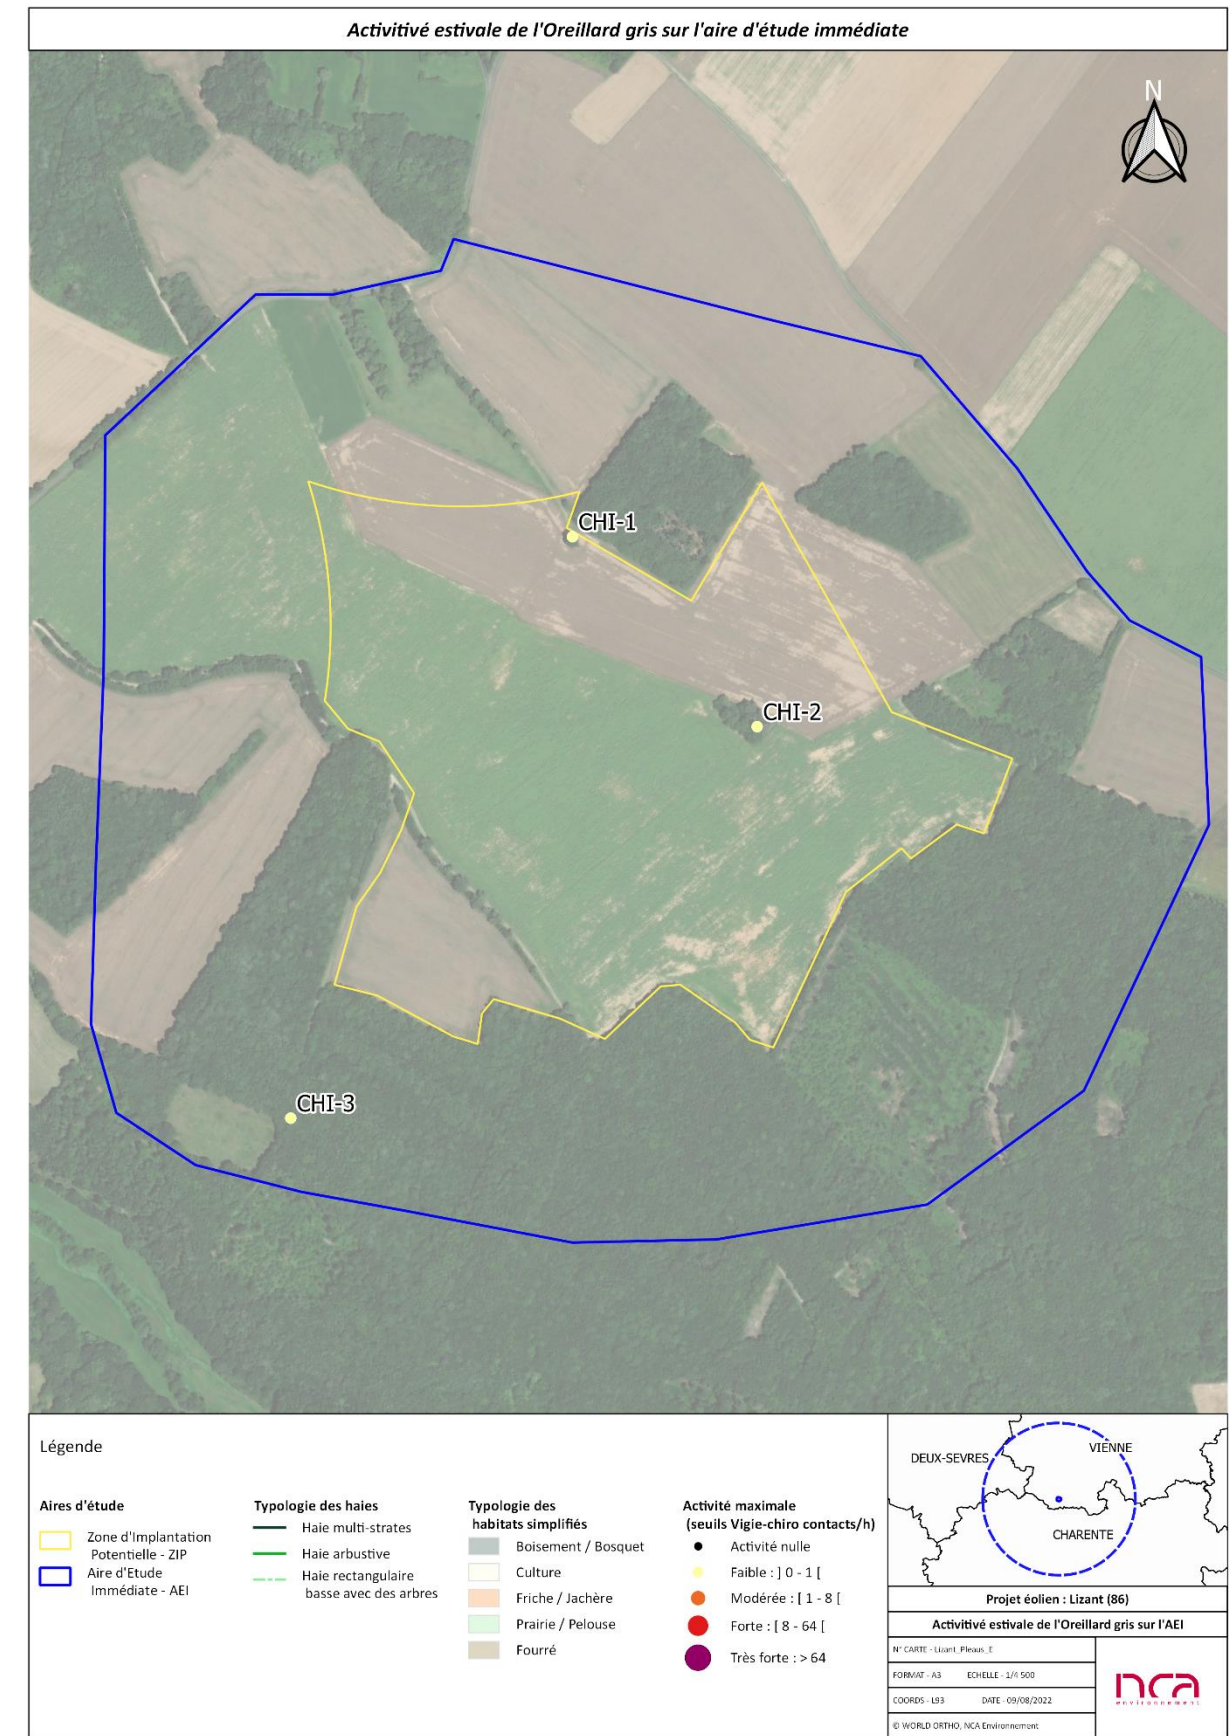 Activitivé estivale de l'Oreillard gris sur l'aire d'étude immédiate
N
CHI-1
CHI-2
CHI-3
Légende
Aires d'étude
Zone d'Implantation
Potentielle - ZIP
Aire d'Etude
Immédiate - AEI
Typologie des haies
Haie multi-strates
Haie arbustive
Haie rectangulaire
basse avec des arbres
Typologie des
habitats simplifiés
Boisement / Bosquet
Culture
Friche / Jachère
Prairie / Pelouse
Fourré
Activité maximale
(seuils Vigie-chiro contacts/h)
Activité nulle
Faible : ] 0 - 1 [
Modérée : [ 1 - 8 [
Forte : [ 8 - 64 [
Très forte : > 64
DEUX-SEVRES
VIENNE
CHARENTE
Projet éolien : Lizant (86)
Activitivé estivale de l'Oreillard gris sur l'AEI
N° CARTE - Lizant_Pleaus_E
FORMAT - A3 ECHELLE - 1/4 500
COORDS - L93 DATE - 09/08/2022
© WORLD ORTHO, NCA Environnement
nca
environnement